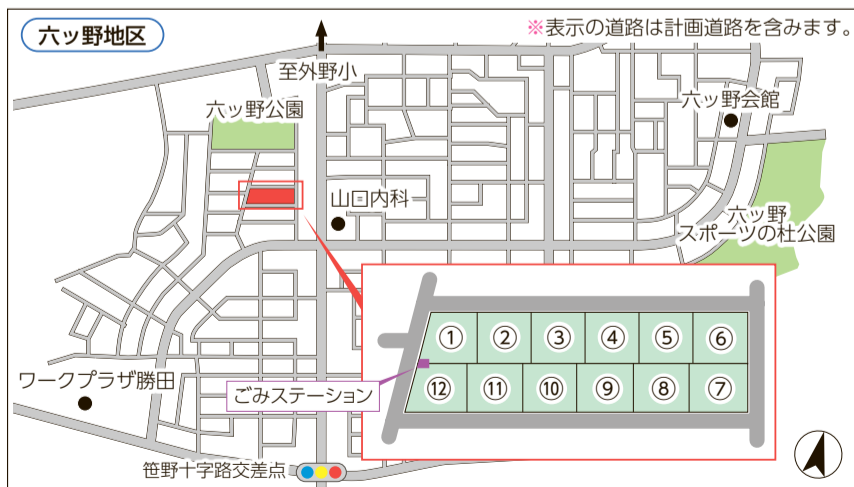 六ッ野地区
※表示の道路は計画道路を含みます。
至外野小
六ッ野公園
六ッ野会館
山口内科
六ッ野
スポーツの杜公園
① ② ③ ④ ⑤ ⑥
⑫ ⑪ ⑩ ⑨ ⑧ ⑦
ワークプラザ勝田
ごみステーション
笹野十字路交差点